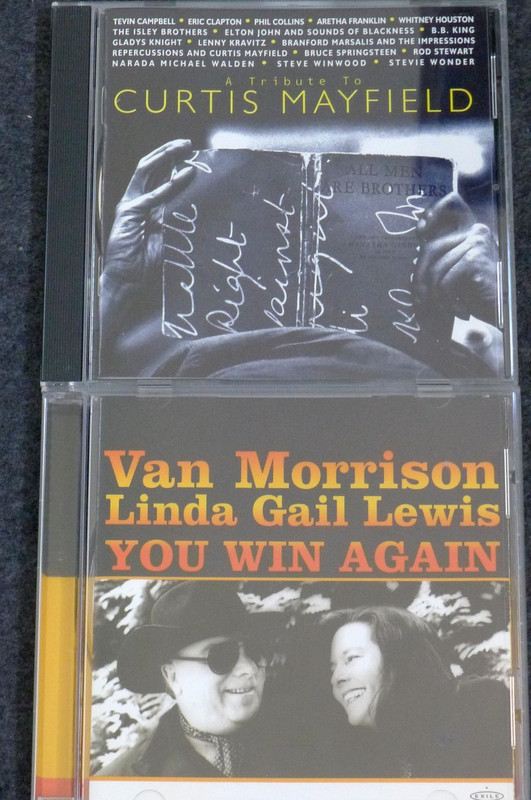 TEVIN CAMPBELL • ERIC CLAPTON • PHIL COLLINS • ARETHA FRANKLIN • WHITNEY HOUSTON
THE ISLEY BROTHERS • ELTON JOHN AND SOUNDS OF BLACKNESS • B.B. KING
GLADYS KNIGHT • LENNY KRAVITZ • BRANFORD MARSALIS AND THE IMPRESSIONS
REPERCUSSIONS AND CURTIS MAYFIELD • BRUCE SPRINGSTEEN • ROD STEWART
NARADA MICHAEL WALDEN • STEVE WINWOOD • STEVIE WONDER
A Tribute To
CURTIS MAYFIELD
ALL MEN
ARE BROTHERS
Right
against
Van Morrison
Linda Gail Lewis
YOU WIN AGAIN
EXILE